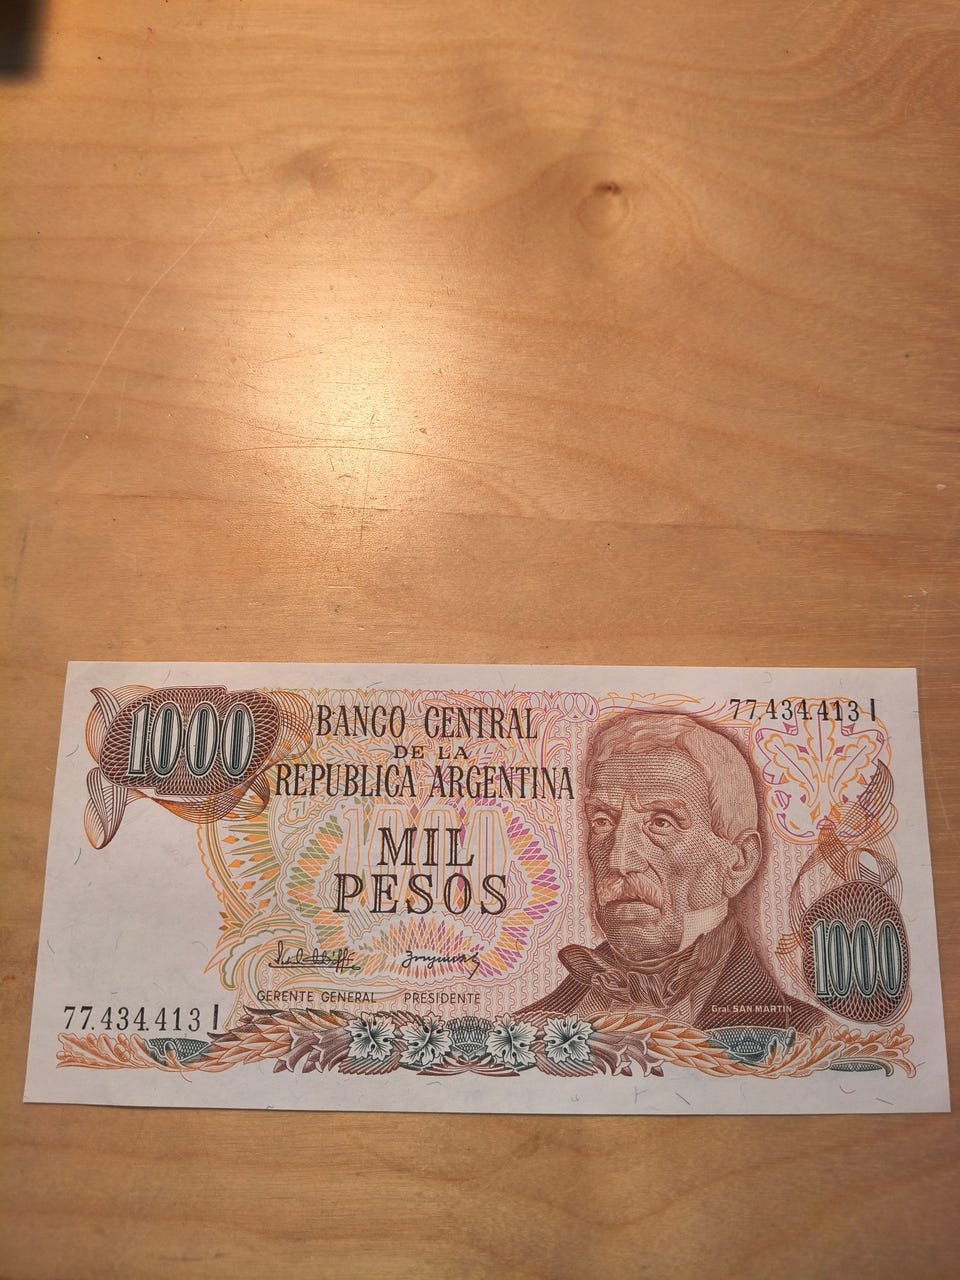 1000
BANCO CENTRAL
DE LA
REPUBLICA ARGENTINA
77.434.413 I
MIL
PESOS
GERENTE GENERAL PRESIDENTE
1000
Gral. SAN MARTIN
77.434.413 I